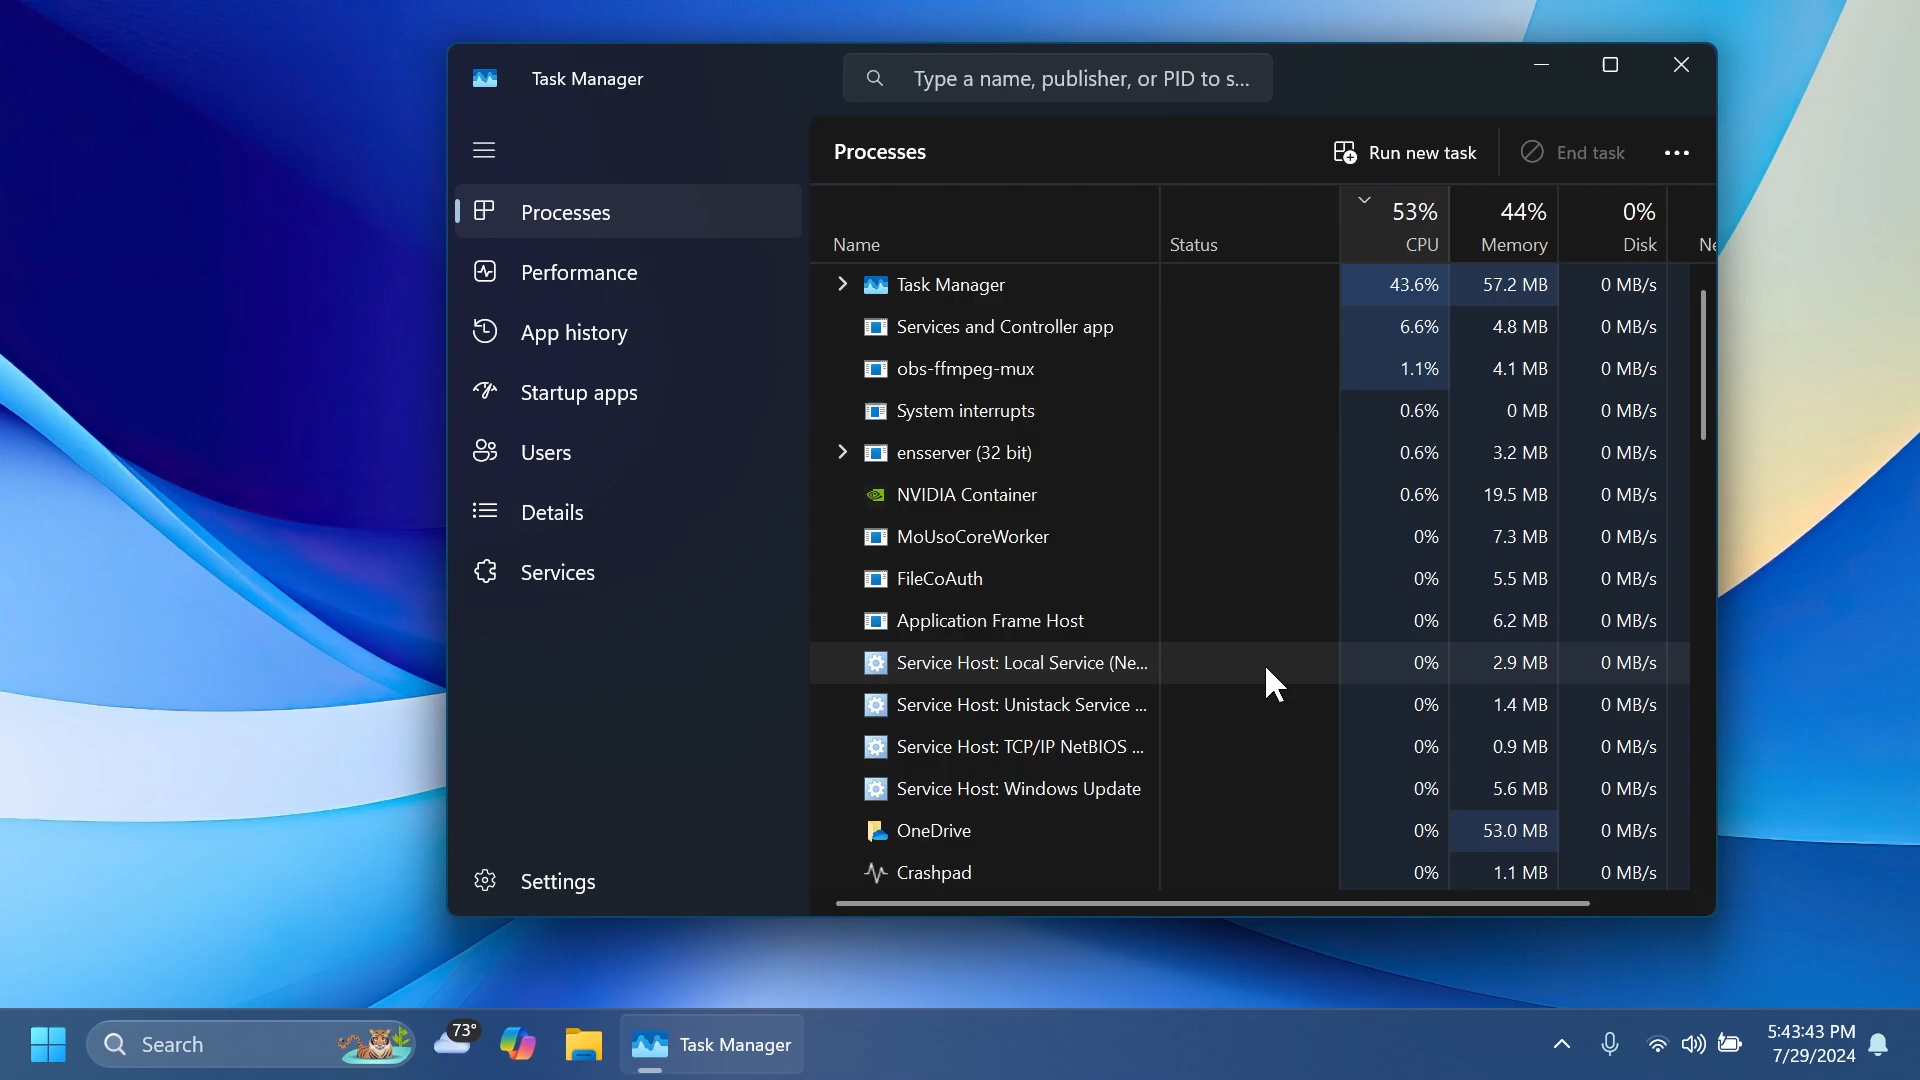 Task Manager
Type a name, publisher, or PID to s...
Processes
Run new task
End task
Processes
Performance
App history
Startup apps
Users
Details
Services
Settings
53% 44% 0%
Name Status CPU Memory Disk Ne
Task Manager 43.6% 57.2 MB 0 MB/s
Services and Controller app 6.6% 4.8 MB 0 MB/s
obs-ffmpeg-mux 1.1% 4.1 MB 0 MB/s
System interrupts 0.6% 0 MB 0 MB/s
ensserver (32 bit) 0.6% 3.2 MB 0 MB/s
NVIDIA Container 0.6% 19.5 MB 0 MB/s
MoUsoCoreWorker 0% 7.3 MB 0 MB/s
FileCoAuth 0% 5.5 MB 0 MB/s
Application Frame Host 0% 6.2 MB 0 MB/s
Service Host: Local Service (Ne... 0% 2.9 MB 0 MB/s
Service Host: Unistack Service ... 0% 1.4 MB 0 MB/s
Service Host: TCP/IP NetBIOS ... 0% 0.9 MB 0 MB/s
Service Host: Windows Update 0% 5.6 MB 0 MB/s
OneDrive 0% 53.0 MB 0 MB/s
Crashpad 0% 1.1 MB 0 MB/s
Search
73°
Task Manager
5:43:43 PM
7/29/2024